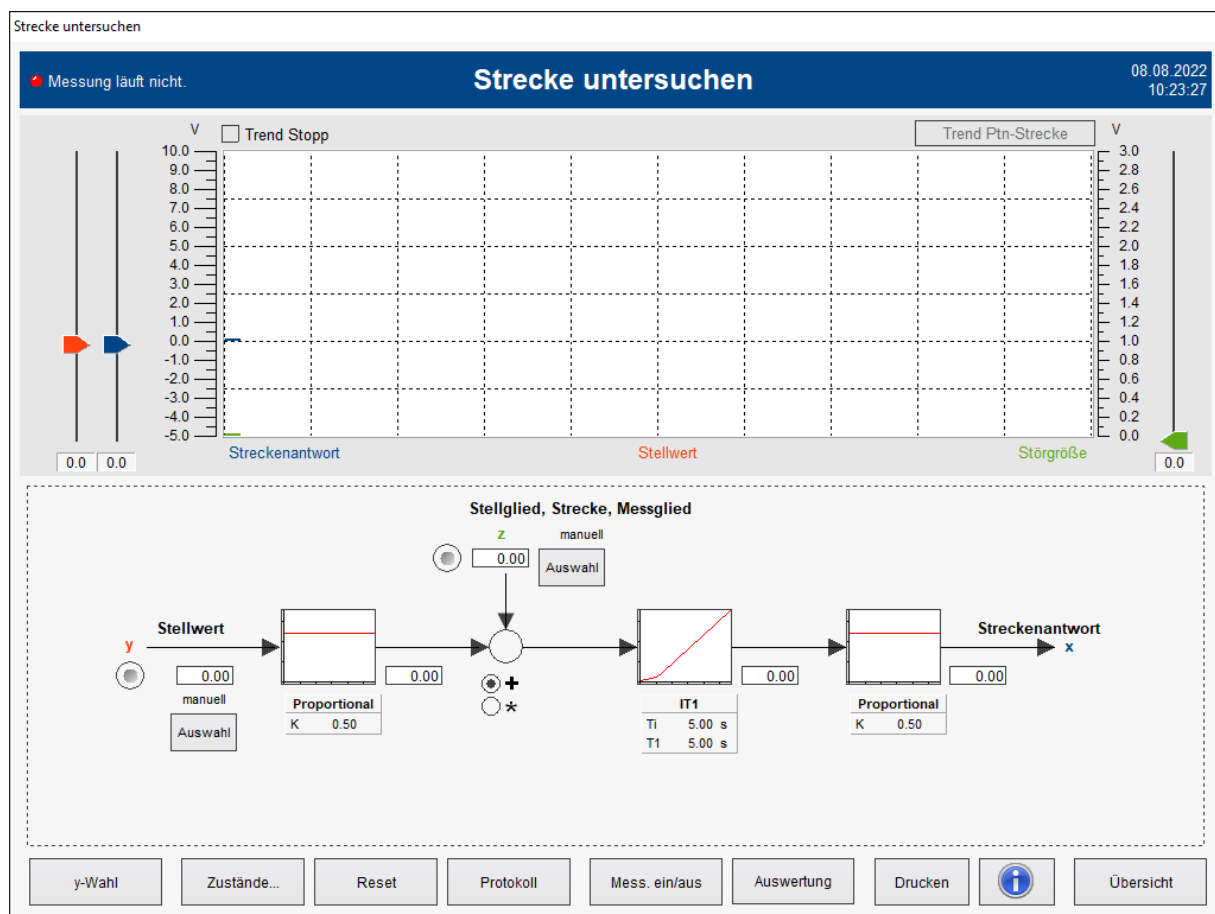 Strecke untersuchen
Messung läuft nicht.
Strecke untersuchen
08.08.2022
10:23:27
V
Trend Stopp
Trend Ptn-Strecke
V
10.0
9.0
8.0
7.0
6.0
5.0
4.0
3.0
2.0
1.0
0.0
-1.0
-2.0
-3.0
-4.0
-5.0
3.0
2.8
2.6
2.4
2.2
2.0
1.8
1.6
1.4
1.2
1.0
0.8
0.6
0.4
0.2
0.0
0.0 0.0
Streckenantwort
Stellwert
Störgröße
0.0
Stellglied, Strecke, Messglied
z manuell
0.00
Auswahl
Stellwert
y
0.00
manuell
Auswahl
Proportional
K 0.50
0.00
+
*
IT1
Ti 5.00 s
T1 5.00 s
0.00
Proportional
K 0.50
Streckenantwort
x
0.00
y-Wahl
Zustände...
Reset
Protokoll
Mess. ein/aus
Auswertung
Drucken
i
Übersicht